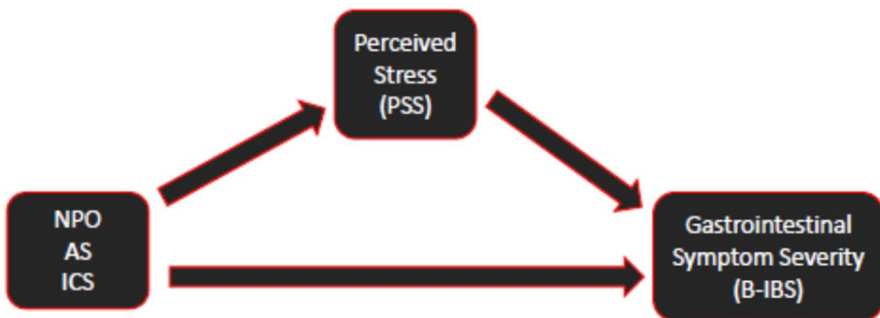 Perceived
Stress
(PSS)
NPO
AS
ICS
Gastrointestinal
Symptom Severity
(B-IBS)